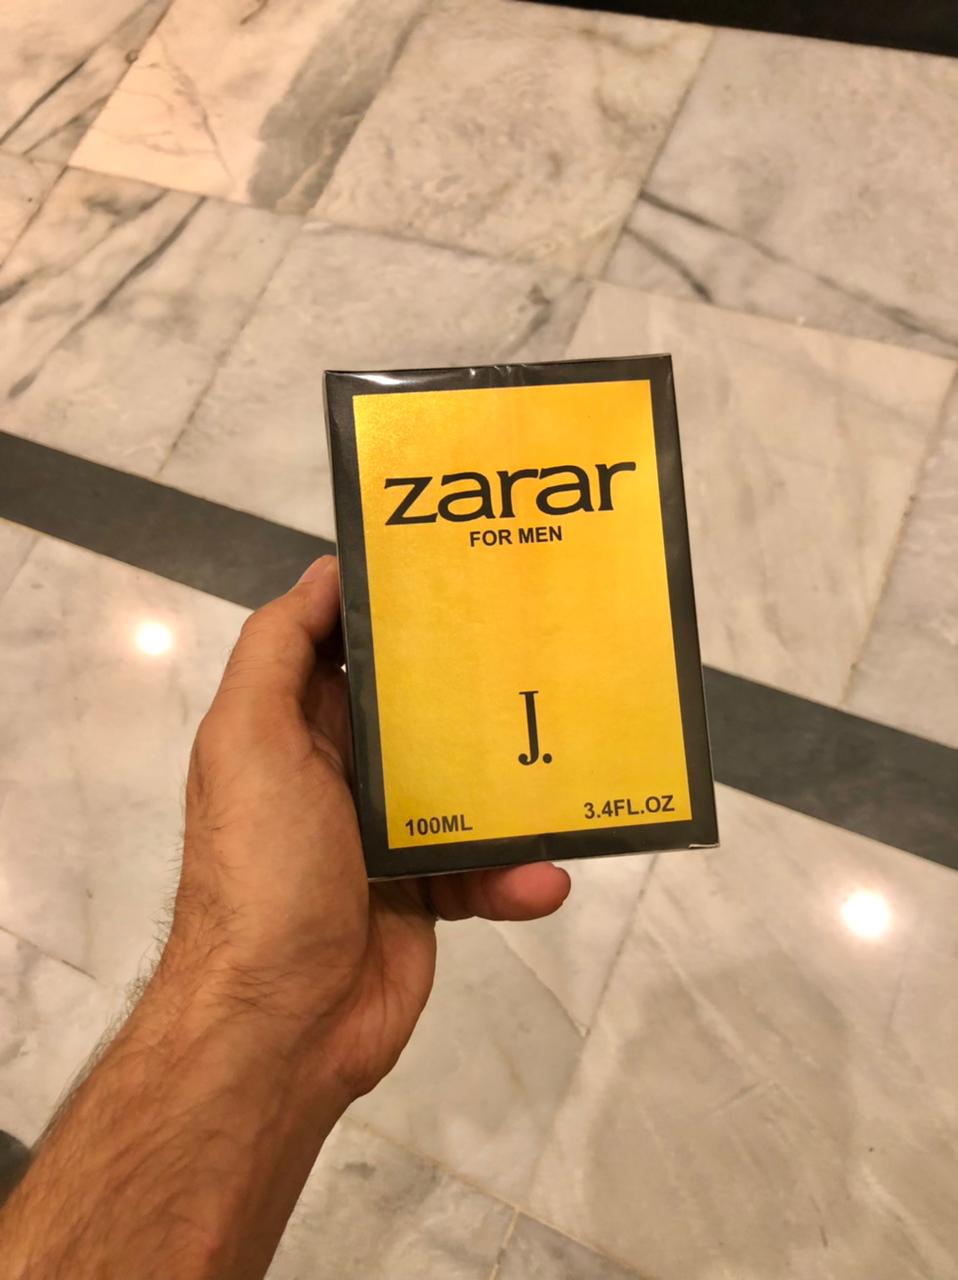 zarar
FOR MEN
J.
100ML
3.4FL.OZ